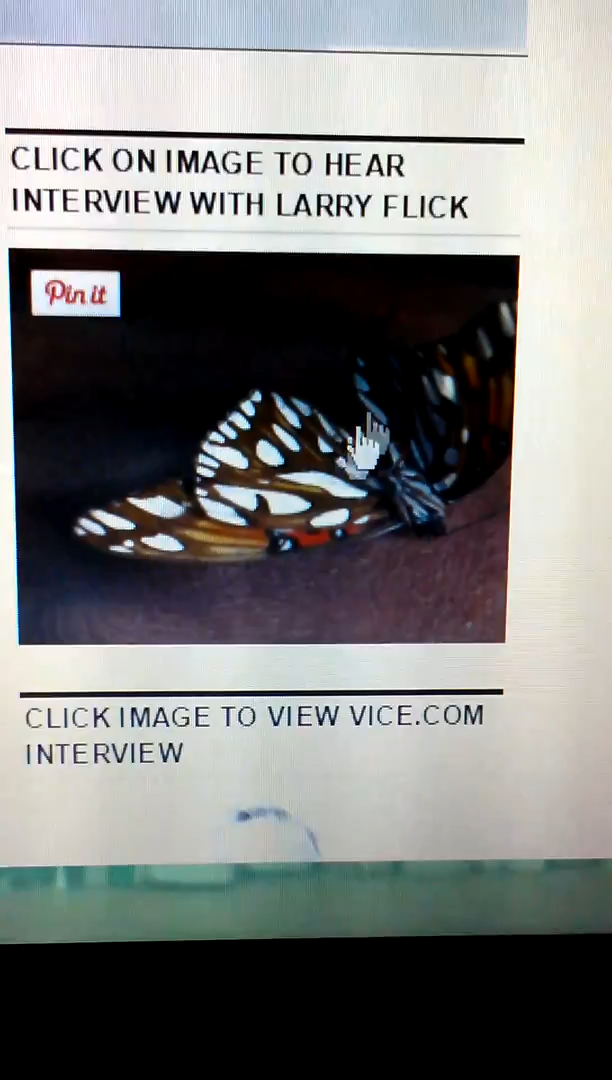 CLICK ON IMAGE TO HEAR
INTERVIEW WITH LARRY FLICK
Pin it
CLICK IMAGE TO VIEW VICE.COM
INTERVIEW